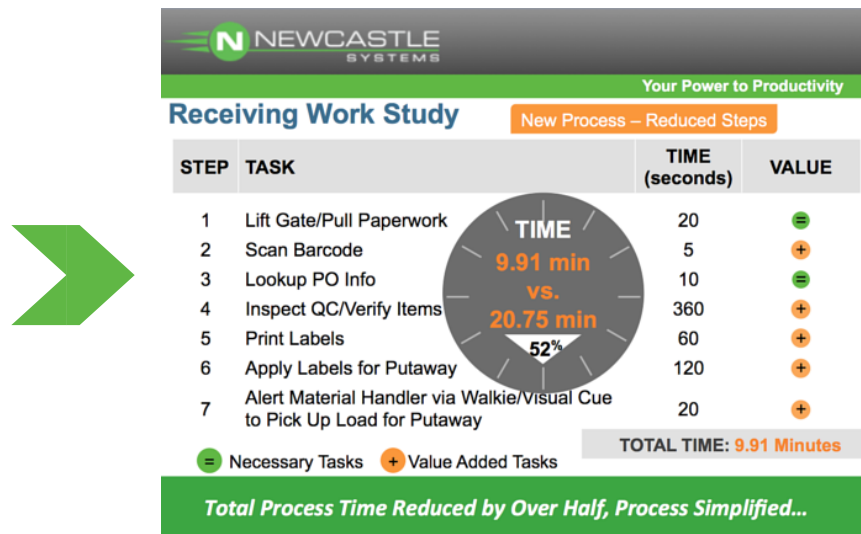 N NEWCASTLE
SYSTEMS
Your Power to Productivity
Receiving Work Study
New Process – Reduced Steps
STEP TASK TIME (seconds) VALUE
1 Lift Gate/Pull Paperwork 20 =
2 Scan Barcode 5 +
3 Lookup PO Info 10 =
4 Inspect QC/Verify Items 360 +
5 Print Labels 60 +
6 Apply Labels for Putaway 120 +
7 Alert Material Handler via Walkie/Visual Cue
to Pick Up Load for Putaway 20 +
TIME
9.91 min
vs.
20.75 min
52%
TOTAL TIME: 9.91 Minutes
= Necessary Tasks + Value Added Tasks
Total Process Time Reduced by Over Half, Process Simplified...